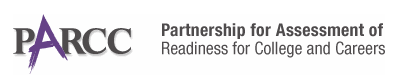 PARCC
Partnership for Assessment of
Readiness for College and Careers